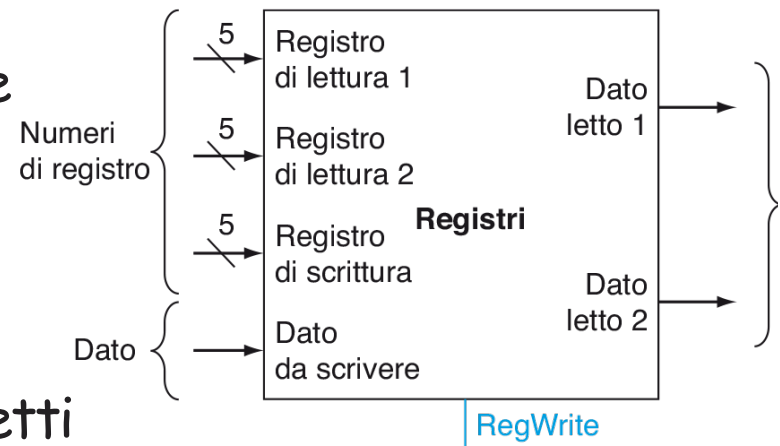 5
Registro
di lettura 1
Dato
letto 1
Numeri
di registro
5
Registro
di lettura 2
Registri
5
Registro
di scrittura
Dato
letto 2
Dato
Dato
da scrivere
RegWrite